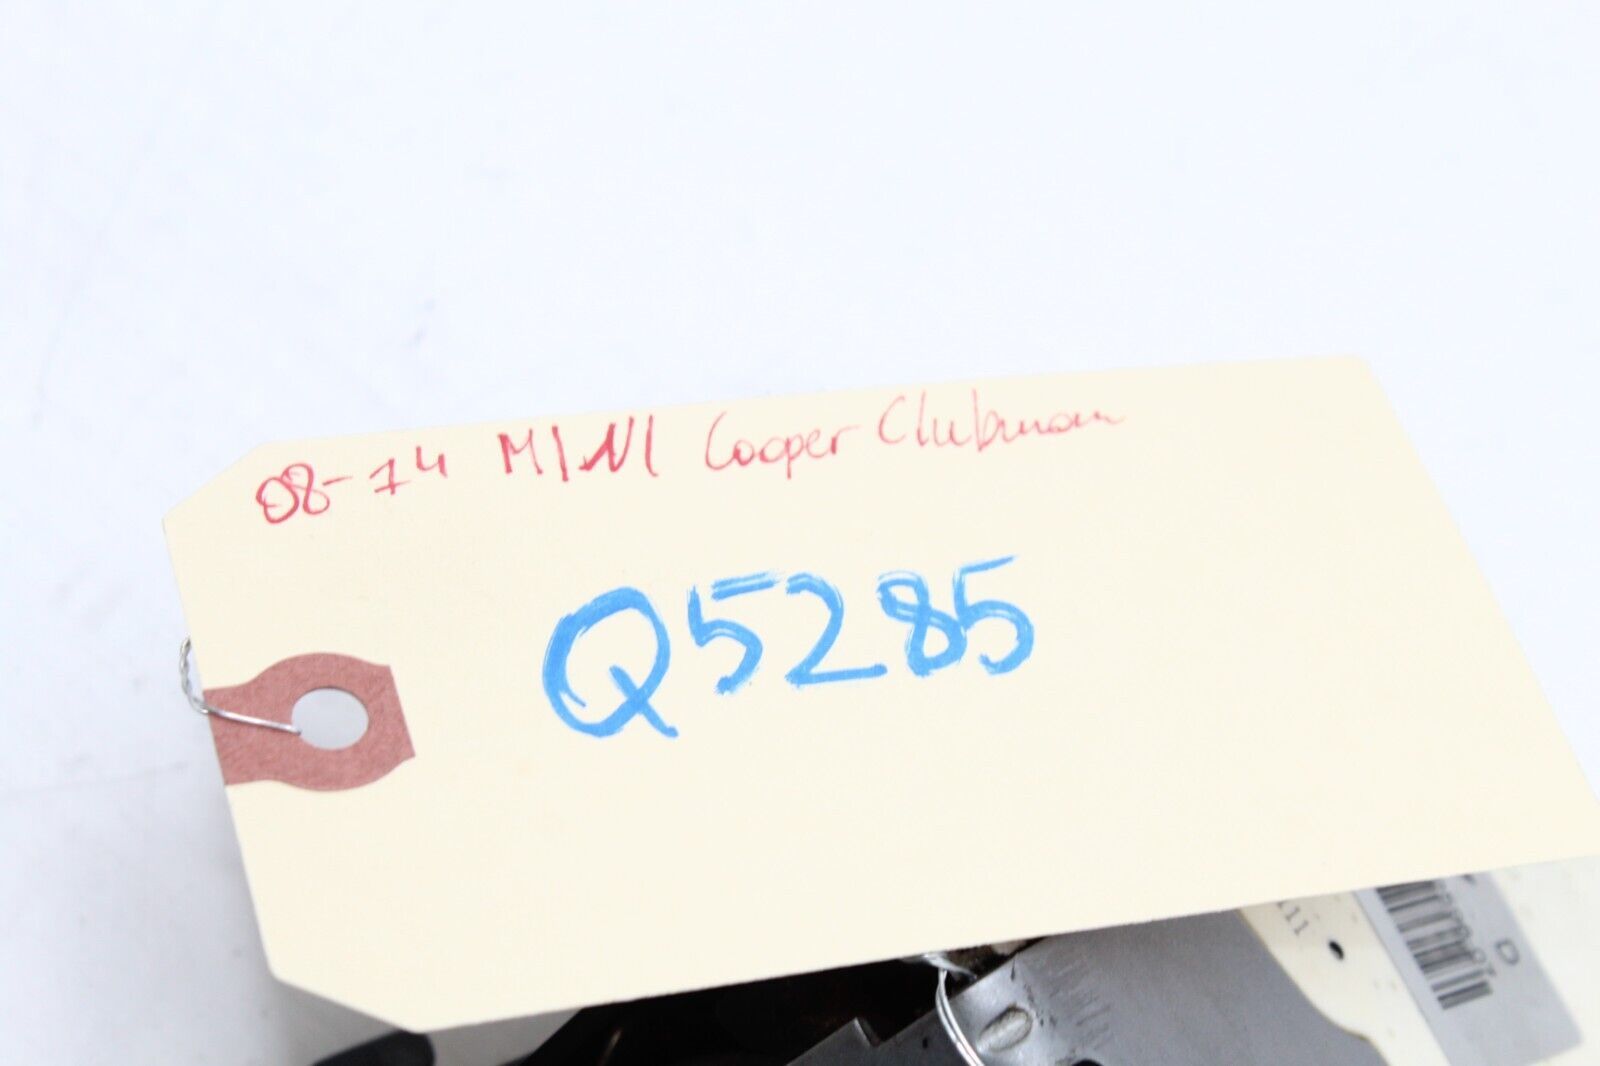 08-14 MINI Cooper Clubman
Q5285